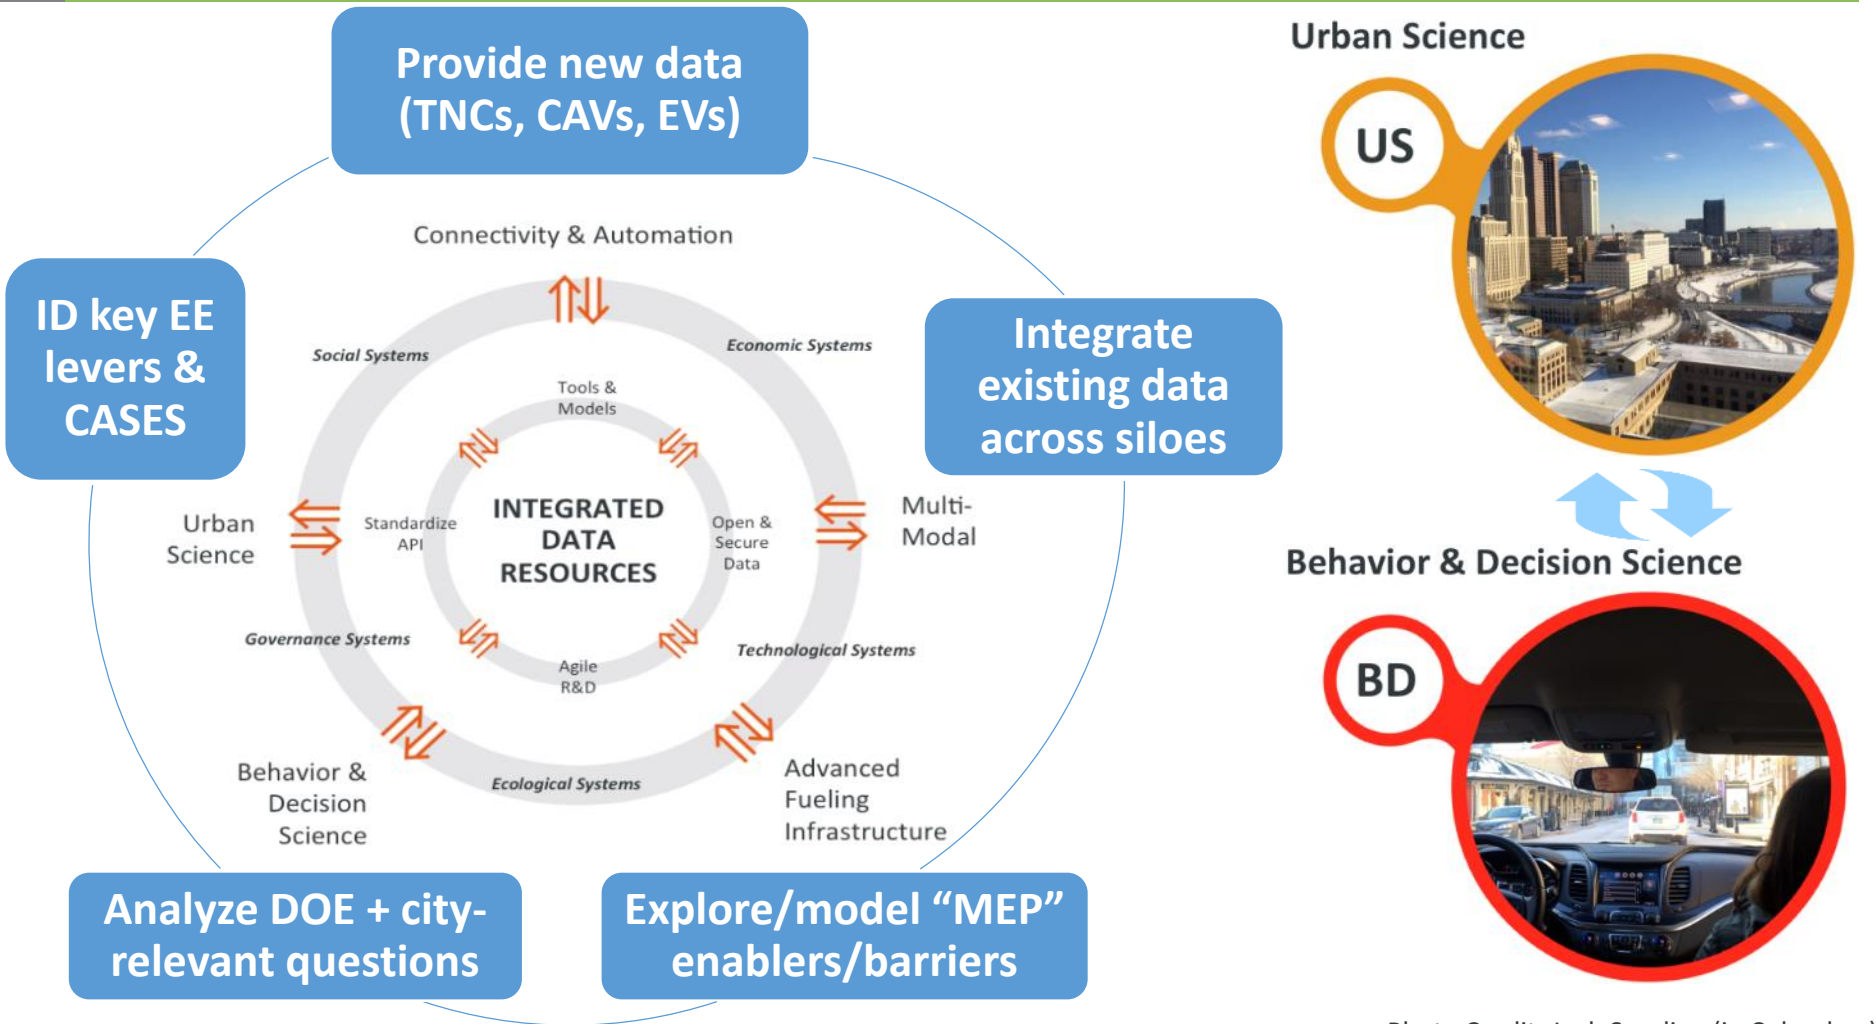 Provide new data
(TNCs, CAVs, EVs)
ID key EE
levers &
CASES
Integrate
existing data
across siloes
Analyze DOE + city-
relevant questions
Explore/model “MEP”
enablers/barriers
Connectivity & Automation
Social Systems
Economic Systems
Tools &
Models
Urban
Science
Standardize
API
INTEGRATED
DATA
RESOURCES
Open &
Secure
Data
Multi-
Modal
Governance Systems
Technological Systems
Agile
R&D
Behavior &
Decision
Science
Ecological Systems
Advanced
Fueling
Infrastructure
Urban Science
US
Behavior & Decision Science
BD